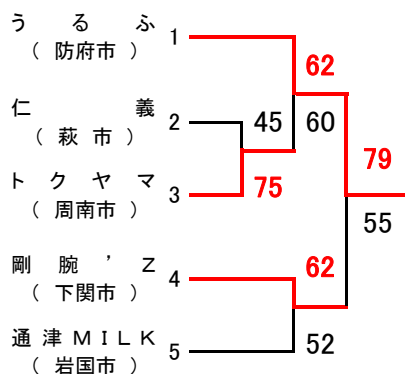 うるふ 1
（防府市）
62
仁義 2 45 60
（萩市）
79
トクヤマ 3 75
（周南市）
55
剛腕’Z 4 62
（下関市）
通津MILK 5 52
（岩国市）